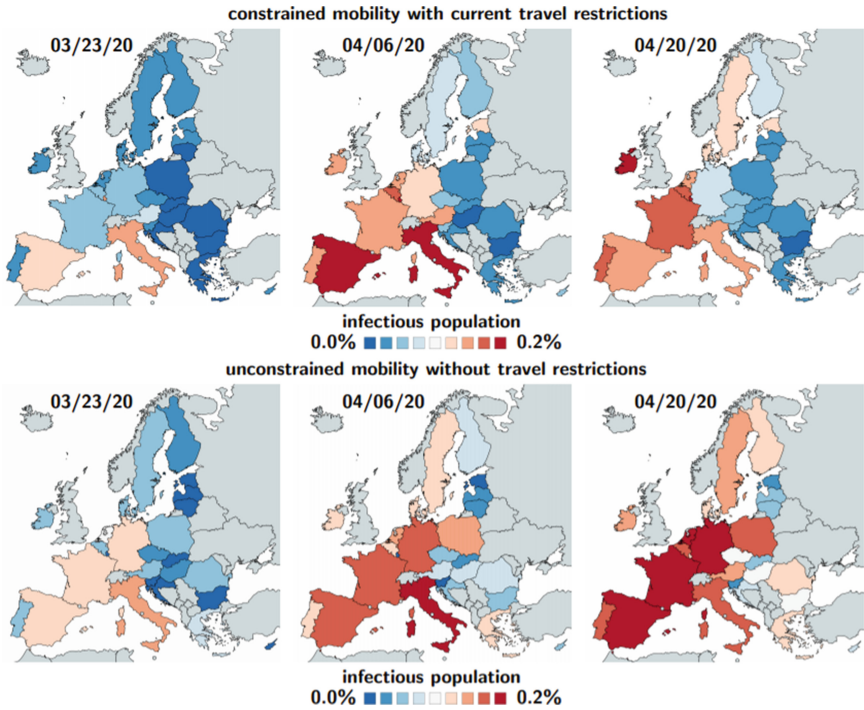 constrained mobility with current travel restrictions
03/23/20 04/06/20 04/20/20
infectious population
0.0% 0.2%
unconstrained mobility without travel restrictions
03/23/20 04/06/20 04/20/20
infectious population
0.0% 0.2%